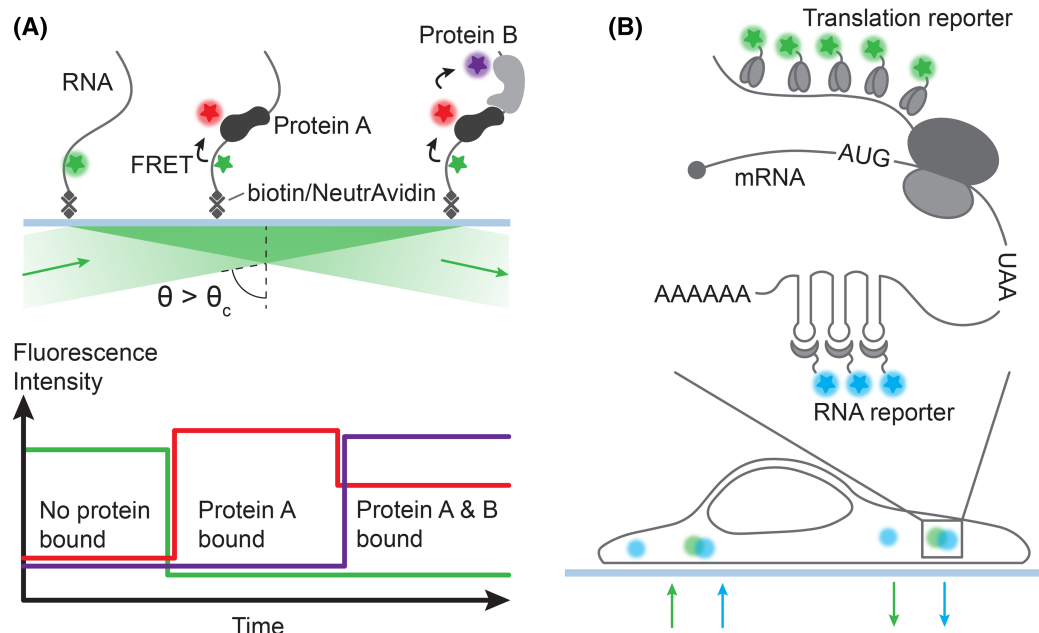 (A)
RNA
Protein A
FRET
biotin/NeutrAvidin
Protein B
θ > θc
Fluorescence
Intensity
No protein
bound
Protein A
bound
Protein A & B
bound
Time
(B)
Translation reporter
AUG
mRNA
UAA
AAAAAA
RNA reporter